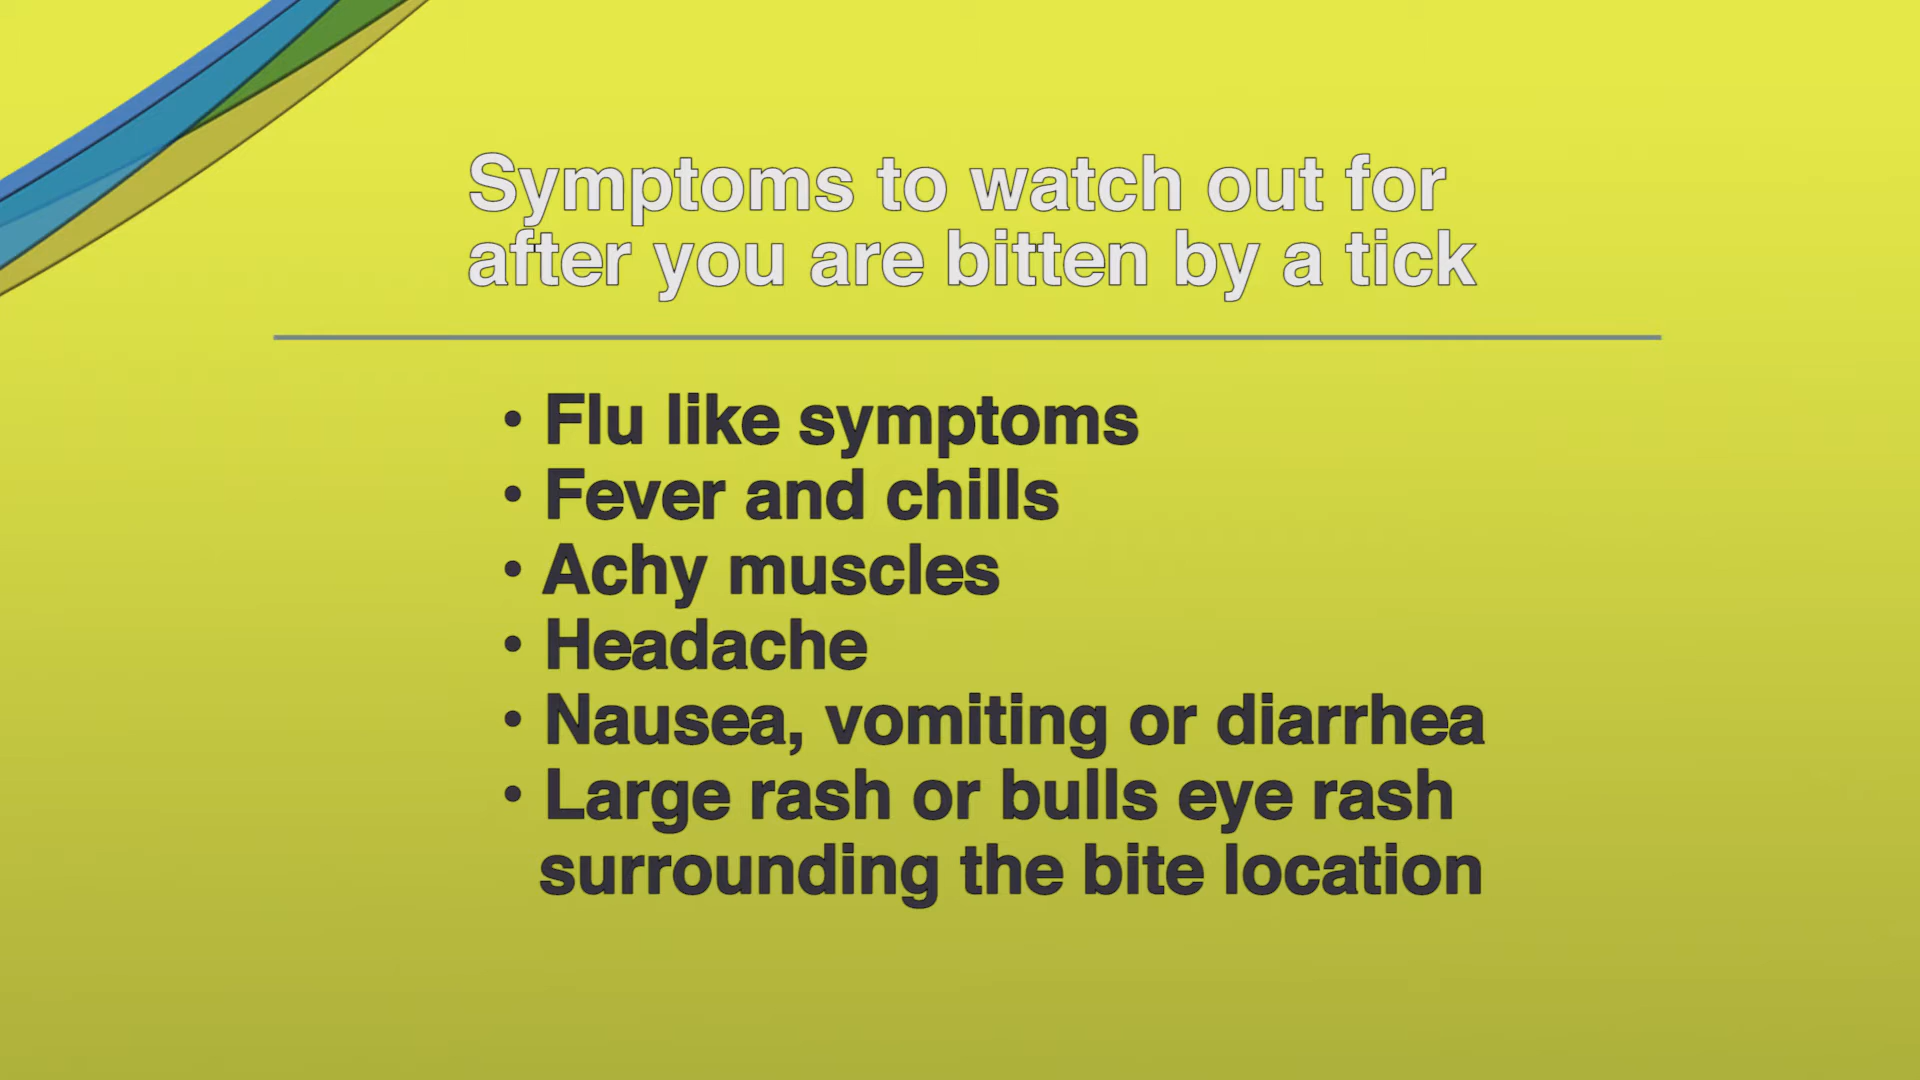 Symptoms to watch out for
after you are bitten by a tick
• Flu like symptoms
• Fever and chills
• Achy muscles
• Headache
• Nausea, vomiting or diarrhea
• Large rash or bulls eye rash
surrounding the bite location